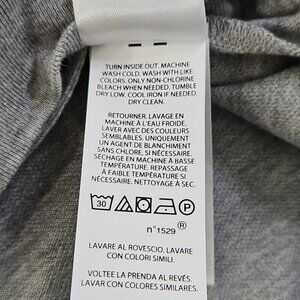 TURN INSIDE OUT. MACHINE
WASH COLD. WASH WITH LIKE
COLORS. ONLY NON-CHLORINE
BLEACH WHEN NEEDED. TUMBLE
DRY LOW. COOL IRON IF NEEDED.
DRY CLEAN.
RETOURNER. LAVAGE EN
MACHINE À L'EAU FROIDE.
LAVER AVEC DES COULEURS
SEMBLABLES. UNIQUEMENT
UN AGENT DE BLANCHIMENT
SANS CHLORE, SI NÉCESSAIRE.
SÉCHAGE EN MACHINE À BASSE
TEMPÉRATURE. REPASSAGE
À FAIBLE TEMPÉRATURE SI
NÉCESSAIRE. NETTOYAGE À SEC.
30 P
n°1529 ®
LAVARE AL ROVESCIO. LAVARE
CON COLORI SIMILI.
VOLTEE LA PRENDA AL REVÉS.
LAVAR CON COLORES SIMILARES.